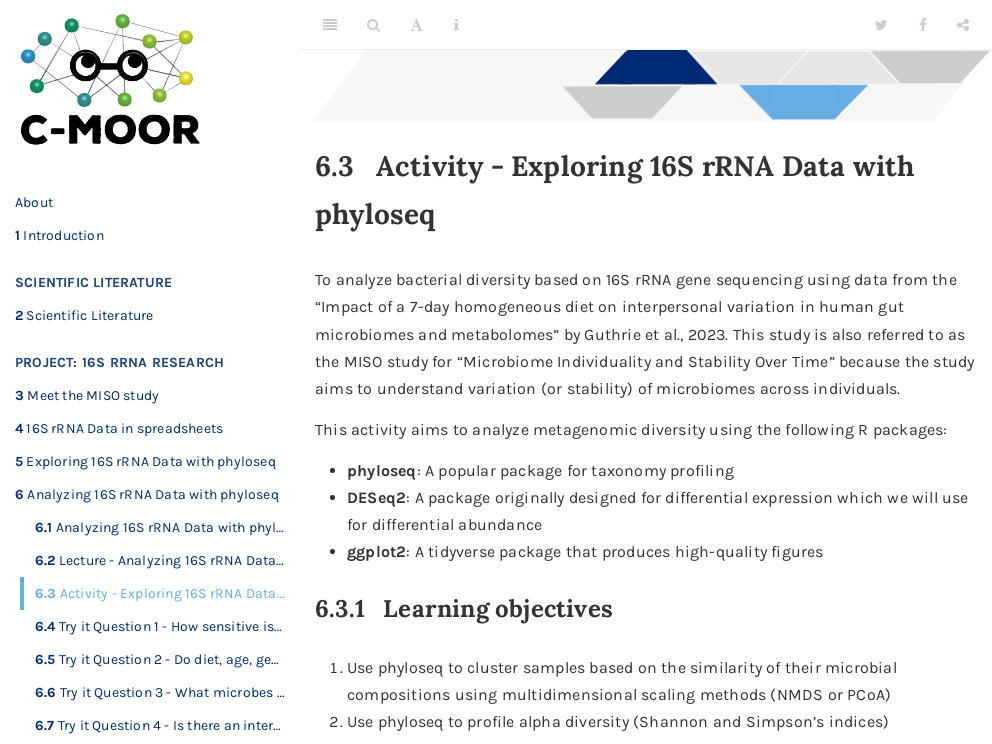 C-MOOR
About
1 Introduction
SCIENTIFIC LITERATURE
2 Scientific Literature
PROJECT: 16S RRNA RESEARCH
3 Meet the MISO study
4 16S rRNA Data in spreadsheets
5 Exploring 16S rRNA Data with phyloseq
6 Analyzing 16S rRNA Data with phyloseq
6.1 Analyzing 16S rRNA Data with phyl…
6.2 Lecture - Analyzing 16S rRNA Data…
6.3 Activity - Exploring 16S rRNA Data…
6.4 Try it Question 1 - How sensitive is…
6.5 Try it Question 2 - Do diet, age, ge…
6.6 Try it Question 3 - What microbes …
6.7 Try it Question 4 - Is there an inter…
6.3 Activity - Exploring 16S rRNA Data with
phyloseq
To analyze bacterial diversity based on 16S rRNA gene sequencing using data from the
“Impact of a 7-day homogeneous diet on interpersonal variation in human gut
microbiomes and metabolomes” by Guthrie et al., 2023. This study is also referred to as
the MISO study for “Microbiome Individuality and Stability Over Time” because the study
aims to understand variation (or stability) of microbiomes across individuals.
This activity aims to analyze metagenomic diversity using the following R packages:
• phyloseq: A popular package for taxonomy profiling
• DESeq2: A package originally designed for differential expression which we will use
for differential abundance
• ggplot2: A tidyverse package that produces high-quality figures
6.3.1 Learning objectives
1. Use phyloseq to cluster samples based on the similarity of their microbial
compositions using multidimensional scaling methods (NMDS or PCoA)
2. Use phyloseq to profile alpha diversity (Shannon and Simpson’s indices)